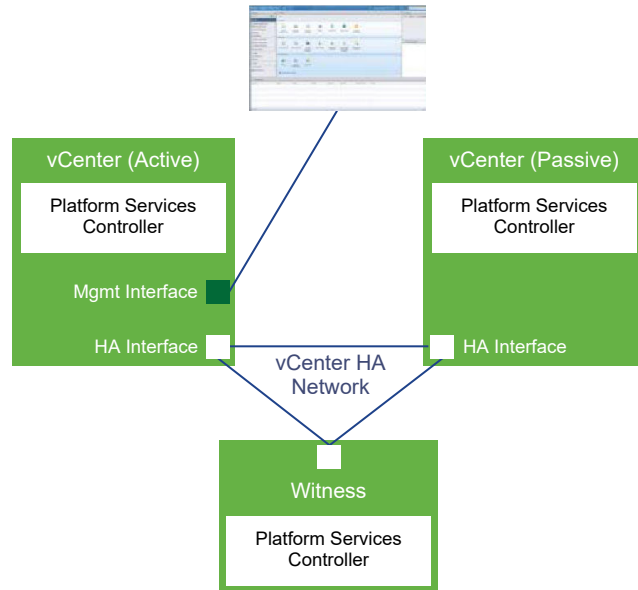 vCenter (Active)
Platform Services
Controller
Mgmt Interface
HA Interface
vCenter (Passive)
Platform Services
Controller
HA Interface
vCenter HA
Network
Witness
Platform Services
Controller